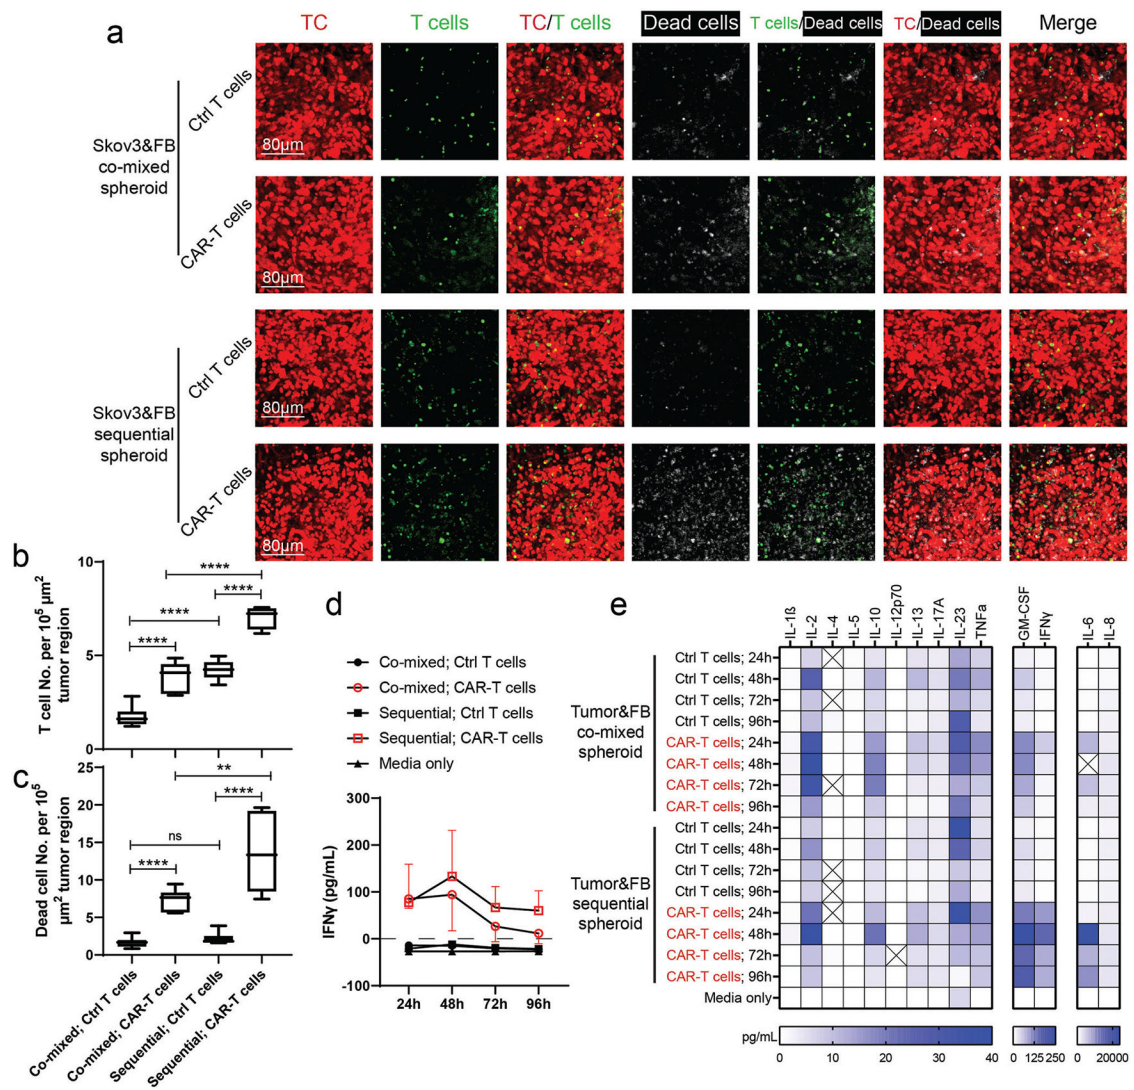 a
TC
T cells
TC/T cells
Dead cells
T cells/Dead cells
TC/Dead cells
Merge
Skov3&FB
co-mixed
spheroid
Ctrl T cells
80µm
CAR-T cells
80µm
Skov3&FB
sequential
spheroid
Ctrl T cells
80µm
CAR-T cells
80µm
b
T cell No. per 10⁵ µm²
tumor region
10
5
0
****
****
****
****
c
Dead cell No. per 10⁵
µm² tumor region
25
20
15
10
5
0
**
****
ns
****
Co-mixed; Ctrl T cells
Co-mixed; CAR-T cells
Sequential; Ctrl T cells
Sequential; CAR-T cells
d
Co-mixed; Ctrl T cells
Co-mixed; CAR-T cells
Sequential; Ctrl T cells
Sequential; CAR-T cells
Media only
IFNγ (pg/mL)
300
200
100
0
-100
24h
48h
72h
96h
e
IL-1ß
IL-2
IL-4
IL-5
IL-10
IL-12p70
IL-13
IL-17A
IL-23
TNFa
GM-CSF
IFNγ
IL-6
IL-8
Tumor&FB
co-mixed
spheroid
Ctrl T cells; 24h
Ctrl T cells; 48h
Ctrl T cells; 72h
Ctrl T cells; 96h
CAR-T cells; 24h
CAR-T cells; 48h
CAR-T cells; 72h
CAR-T cells; 96h
Tumor&FB
sequential
spheroid
Ctrl T cells; 24h
Ctrl T cells; 48h
Ctrl T cells; 72h
Ctrl T cells; 96h
CAR-T cells; 24h
CAR-T cells; 48h
CAR-T cells; 72h
CAR-T cells; 96h
Media only
pg/mL
0
10
20
30
40
0
125
250
0
20000